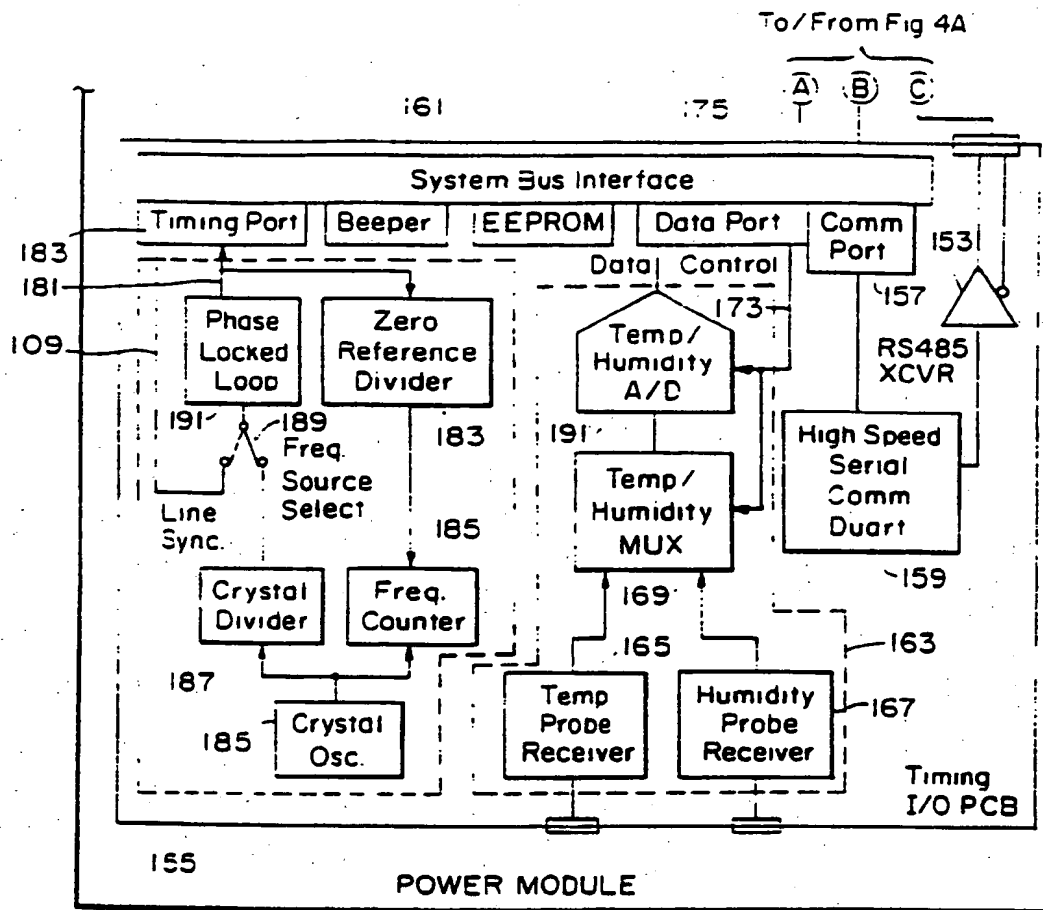 To/From Fig 4A
A B C
161
175
System Bus Interface
Timing Port
Beeper
EEPROM
Data Port
Comm
Port
183
181
109
153
157
Data Control
173
Phase
Locked
Loop
Zero
Reference
Divider
Temp/
Humidity
A/D
RS485
XCVR
191
189
183
191
Freq.
Source
Select
Line
Sync.
185
Temp/
Humidity
MUX
High Speed
Serial
Comm
Duart
159
Crystal
Divider
Freq.
Counter
169
165
163
187
185
Crystal
Osc.
Temp
Probe
Receiver
Humidity
Probe
Receiver
167
Timing
I/O PCB
155
POWER MODULE